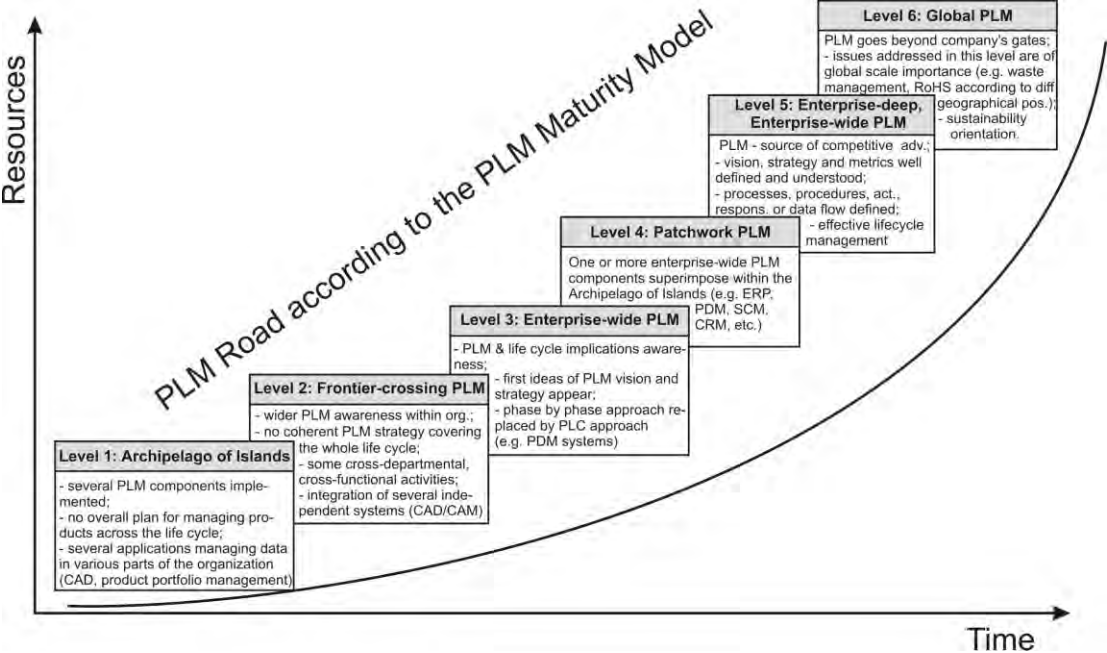 Level 6: Global PLM
PLM goes beyond company's gates;
- issues addressed in this level are of
global scale importance (e.g. waste
management, RoHS according to diff
geographical pos.);
- sustainability
orientation.
Level 5: Enterprise-deep,
Enterprise-wide PLM
PLM - source of competitive adv.;
- vision, strategy and metrics well
defined and understood;
- processes, procedures, act.,
respons. or data flow defined;
- effective lifecycle
management
Level 4: Patchwork PLM
One or more enterprise-wide PLM
components superimpose within the
Archipelago of Islands (e.g. ERP,
PDM, SCM,
CRM, etc.)
Level 3: Enterprise-wide PLM
- PLM & life cycle implications aware-
ness;
- first ideas of PLM vision and
strategy appear;
- phase by phase approach re-
placed by PLC approach
(e.g. PDM systems)
Level 2: Frontier-crossing PLM
- wider PLM awareness within org.;
- no coherent PLM strategy covering
the whole life cycle;
- some cross-departmental,
cross-functional activities;
- integration of several inde-
pendent systems (CAD/CAM)
Level 1: Archipelago of Islands
- several PLM components imple-
mented;
- no overall plan for managing pro-
ducts across the life cycle;
- several applications managing data
in various parts of the organization
(CAD, product portfolio management)
PLM Road according to the PLM Maturity Model
Resources
Time